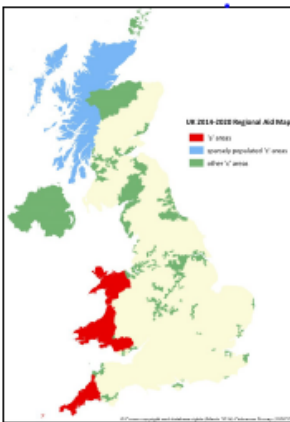 UK 2014-2020 Regional Aid Map
'a' areas
sparsely populated 'c' areas
other 'c' areas